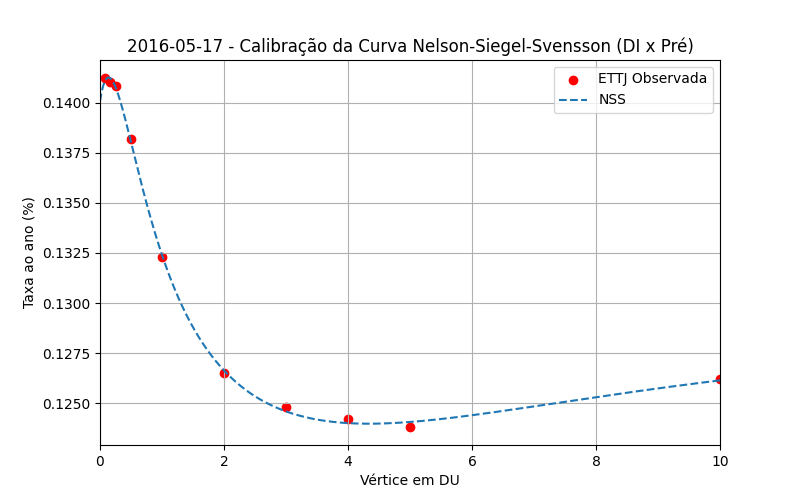 2016-05-17 - Calibração da Curva Nelson-Siegel-Svensson (DI x Pré)
ETTJ Observada
NSS
Taxa ao ano (%)
0.1400
0.1375
0.1350
0.1325
0.1300
0.1275
0.1250
0 2 4 6 8 10
Vértice em DU